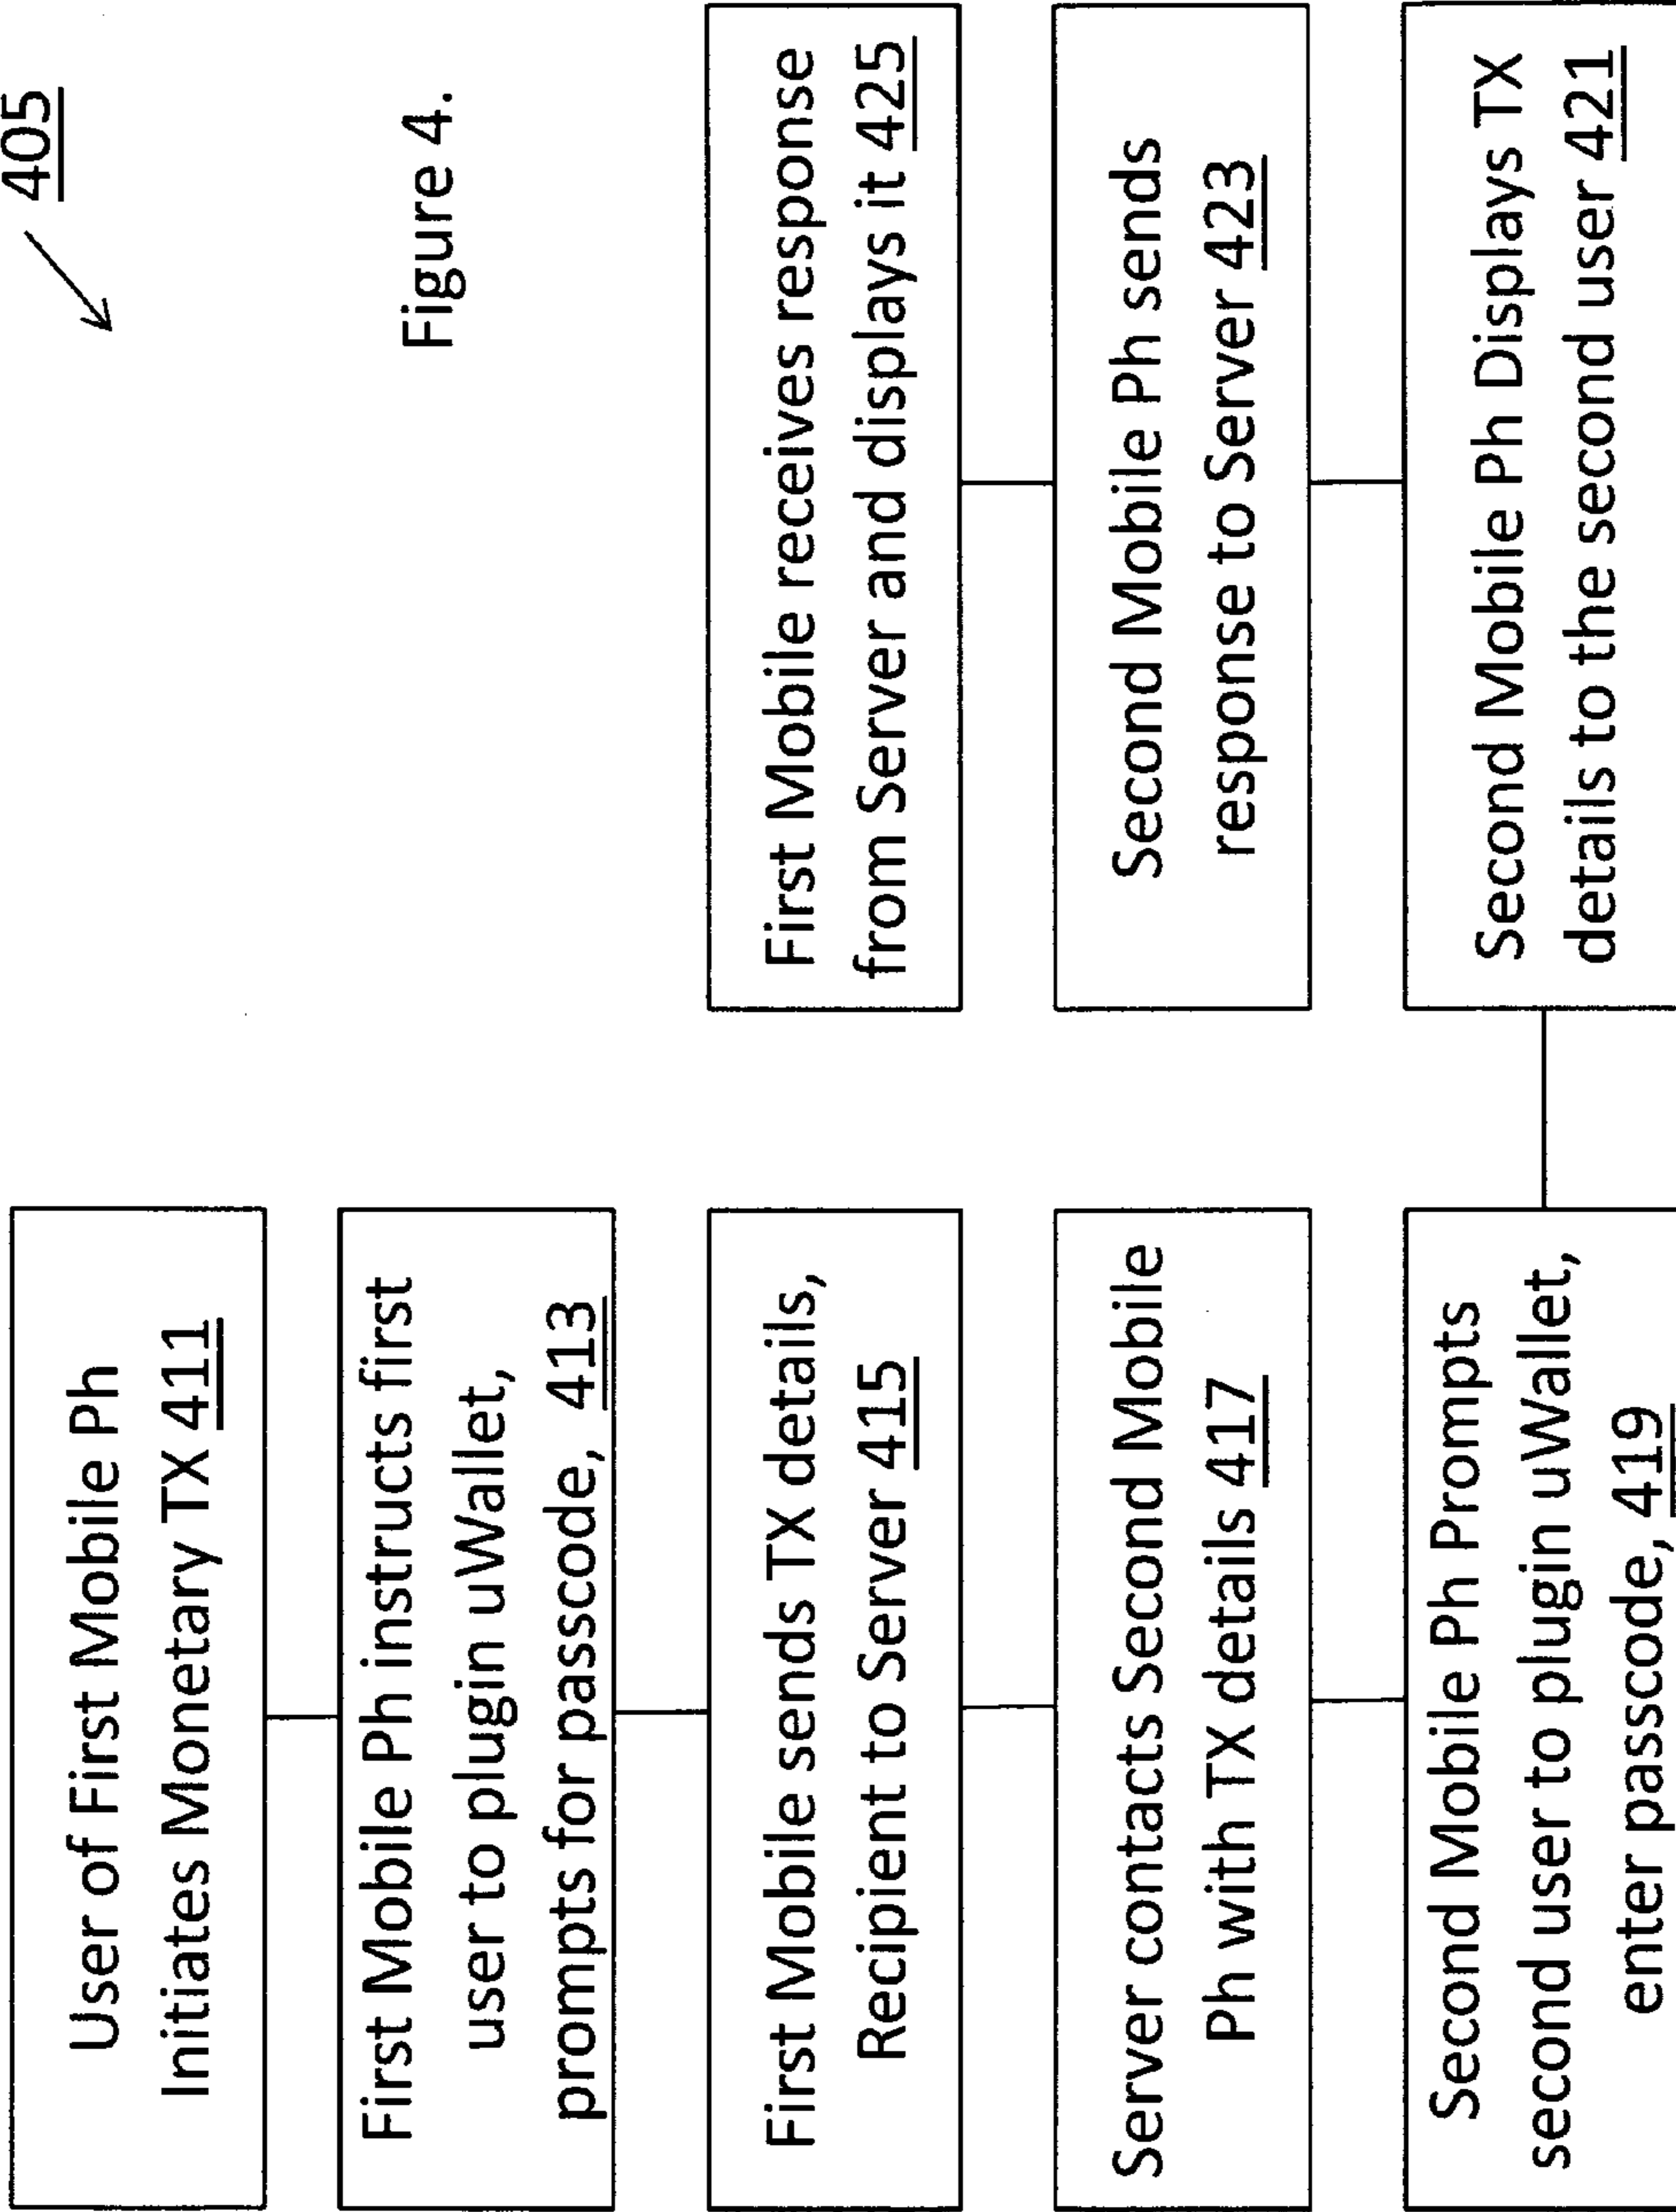 405
Figure 4.
User of First Mobile Ph
Initiates Monetary TX 411
First Mobile Ph instructs first
user to plugin uWallet,
prompts for passcode, 413
First Mobile sends TX details,
Recipient to Server 415
Server contacts Second Mobile
Ph with TX details 417
Second Mobile Ph Prompts
second user to plugin uWallet,
enter passcode, 419
Second Mobile Ph Displays TX
details to the second user 421
Second Mobile Ph sends
response to Server 423
First Mobile receives response
from Server and displays it 425